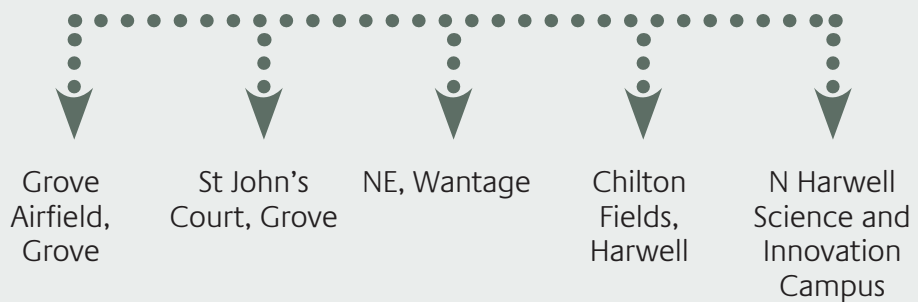 Grove
Airfield,
Grove
St John’s
Court, Grove
NE, Wantage
Chilton
Fields,
Harwell
N Harwell
Science and
Innovation
Campus